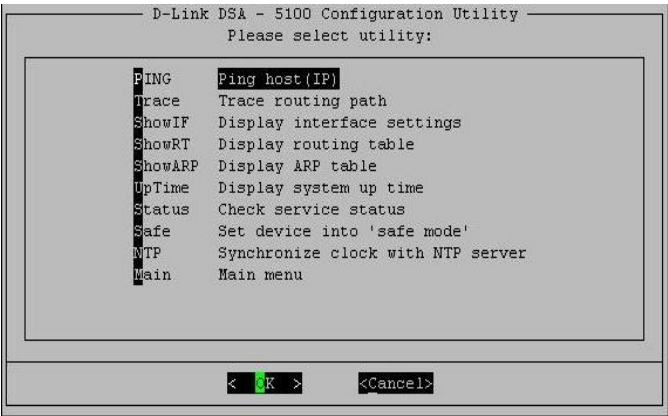 D-Link DSA - 5100 Configuration Utility
Please select utility:
PING Ping host(IP)
Trace Trace routing path
ShowIF Display interface settings
ShowRT Display routing table
ShowARP Display ARP table
UpTime Display system up time
Status Check service status
Safe Set device into 'safe mode'
NTP Synchronize clock with NTP server
Main Main menu
< OK > <Cancel>